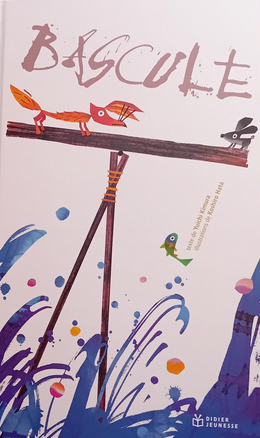 BASCULE
texte de Yuichi Kimura
illustrations de Koshiro Hata
DIDIER
JEUNESSE